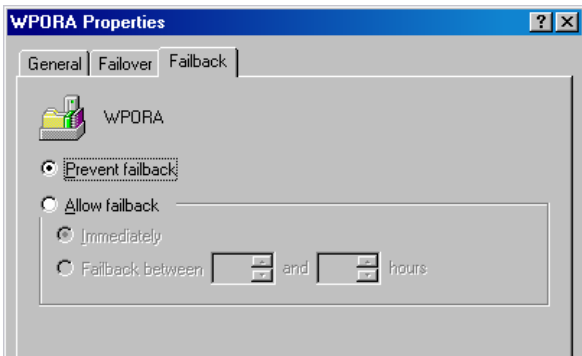 WPORA Properties
General Failover Failback
WPORA
Prevent failback
Allow failback
Immediately
Failback between and hours